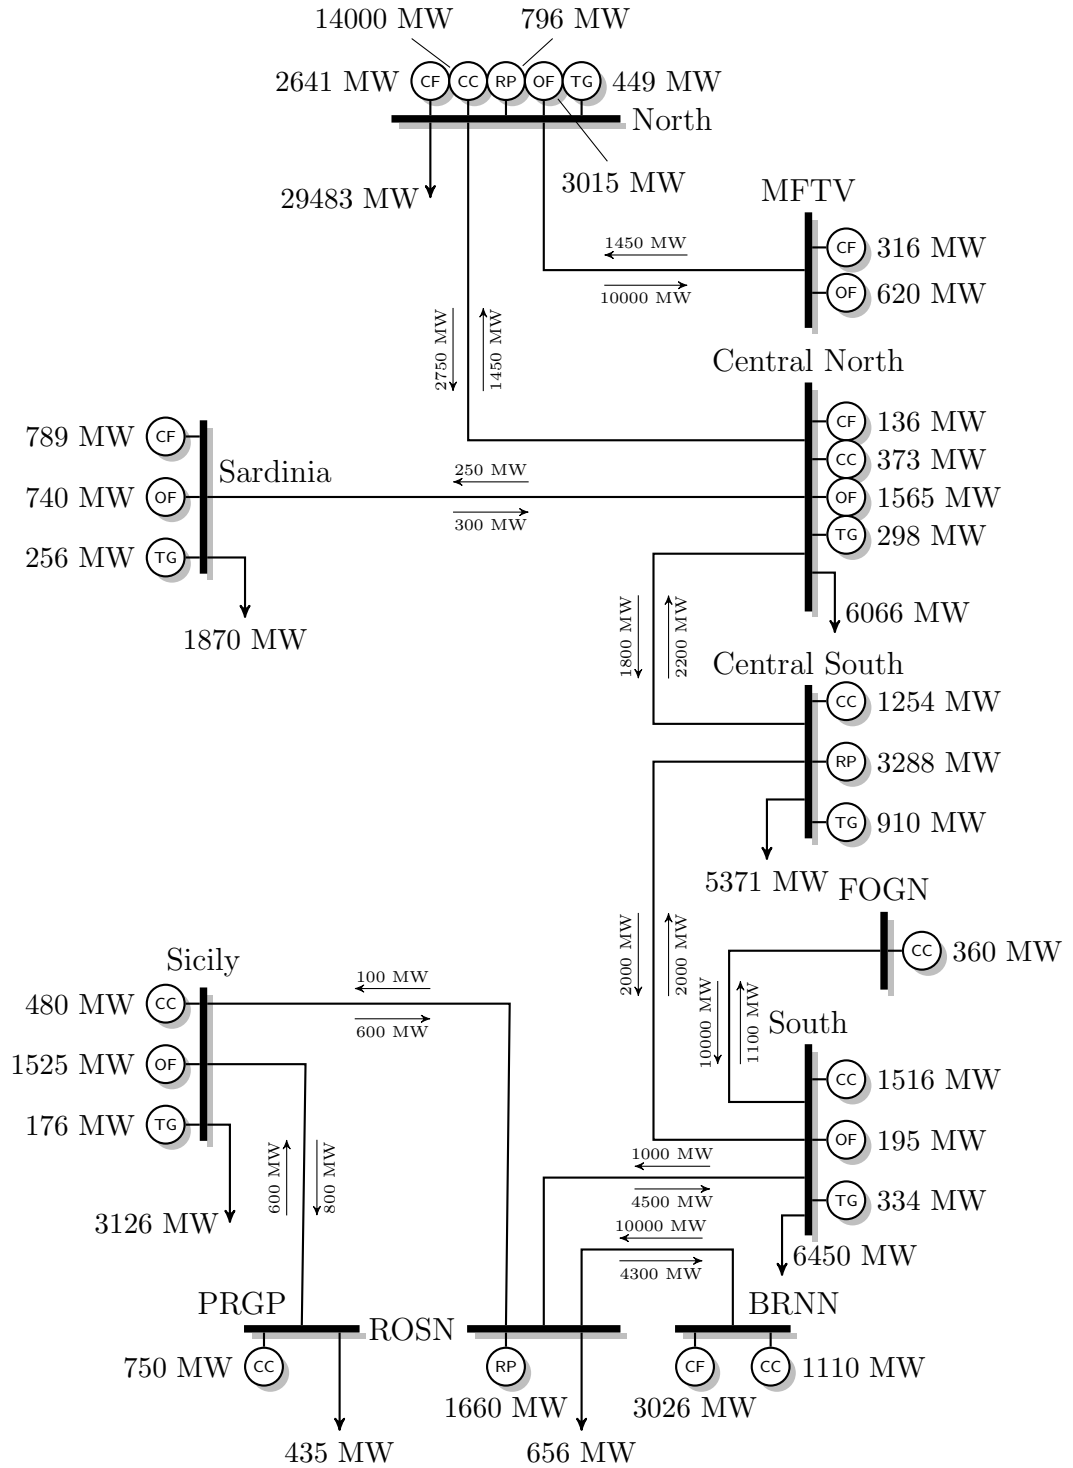 14000 MW 796 MW
2641 MW CF CC RP OF TG 449 MW
North
3015 MW
29483 MW
MFTV
1450 MW
10000 MW
CF 316 MW
OF 620 MW
2750 MW
1450 MW
Central North
CF 136 MW
CC 373 MW
OF 1565 MW
TG 298 MW
6066 MW
789 MW CF
Sardinia
740 MW OF
256 MW TG
1870 MW
250 MW
300 MW
1800 MW
2200 MW
Central South
CC 1254 MW
RP 3288 MW
TG 910 MW
5371 MW
FOGN
CC 360 MW
2000 MW
2000 MW
10000 MW
1100 MW
South
CC 1516 MW
OF 195 MW
TG 334 MW
6450 MW
Sicily
480 MW CC
1525 MW OF
176 MW TG
3126 MW
100 MW
600 MW
600 MW
800 MW
1000 MW
4500 MW
10000 MW
4300 MW
PRGP
750 MW CC
435 MW
ROSN
RP
1660 MW
656 MW
BRNN
CF CC 1110 MW
3026 MW